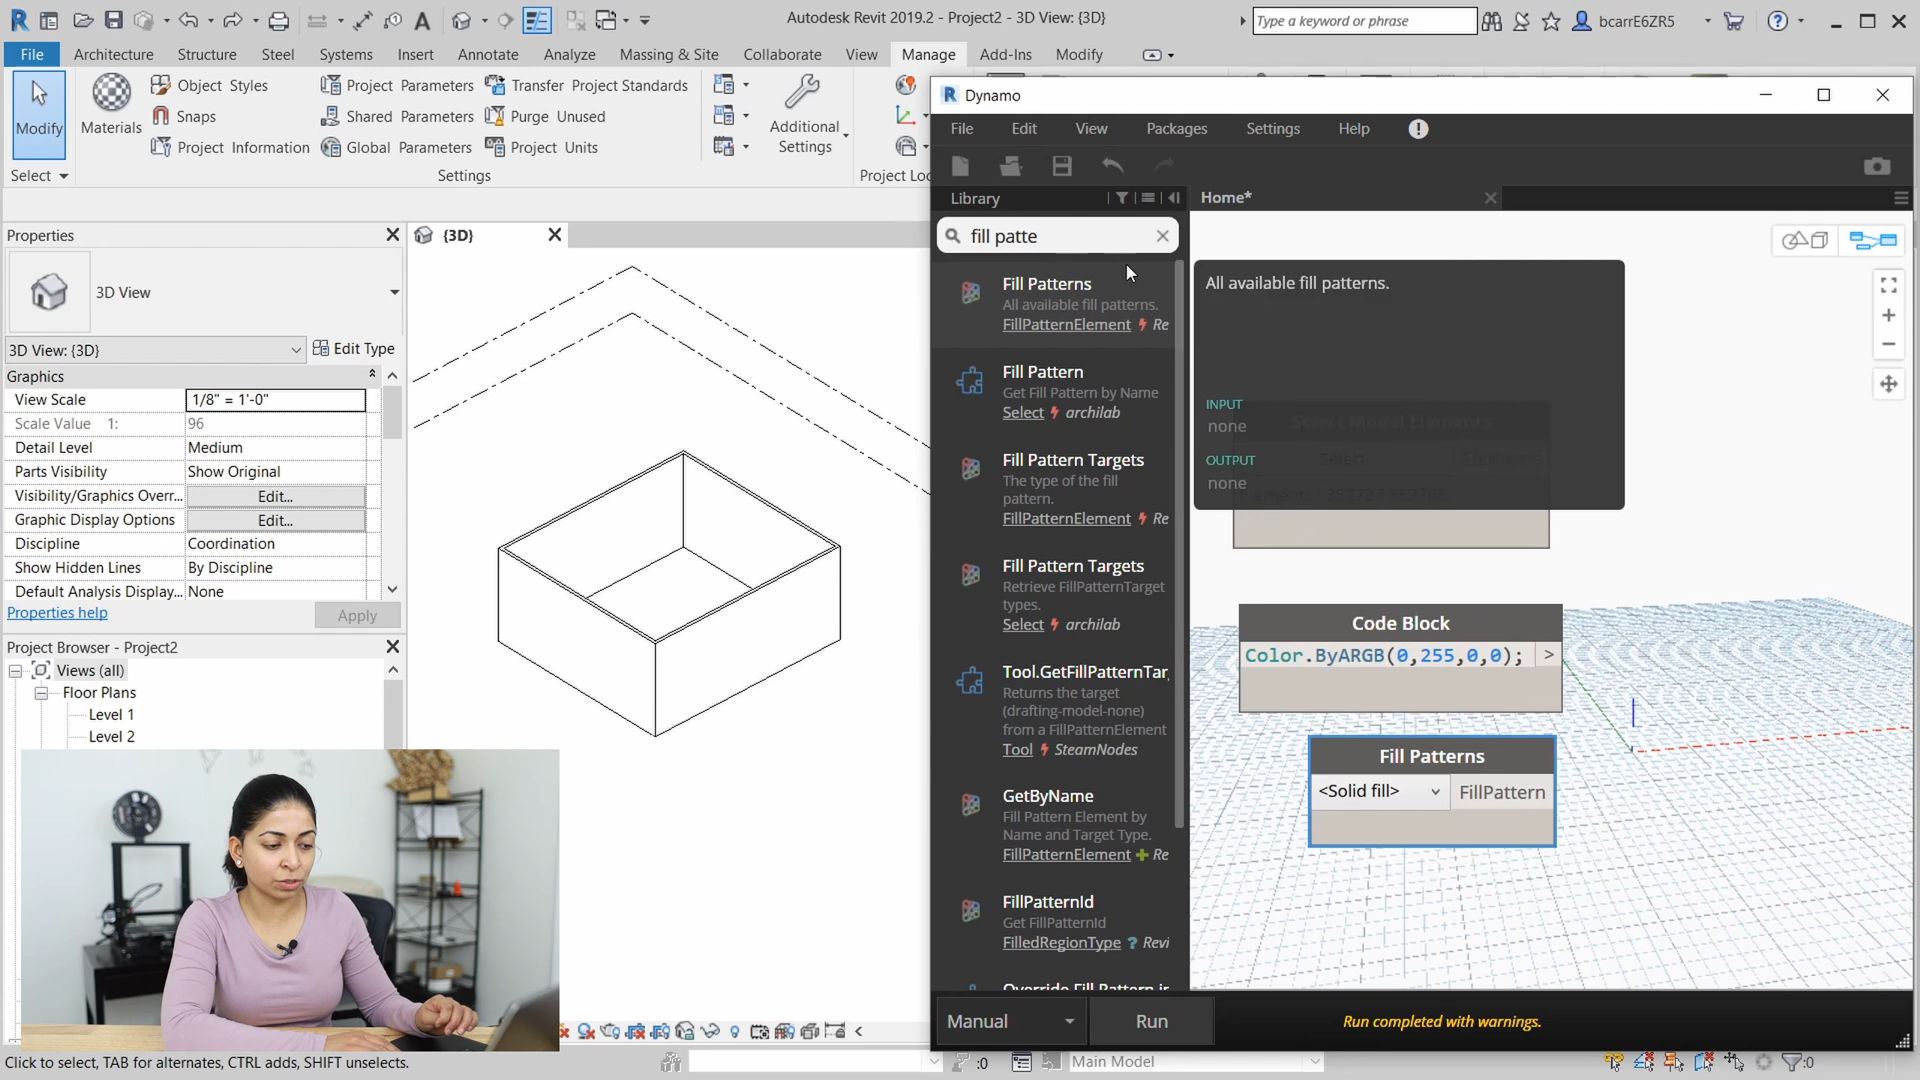 Autodesk Revit 2019.2 - Project2 - 3D View: {3D}
Type a keyword or phrase
bcarrE6ZR5
File Architecture Structure Steel Systems Insert Annotate Analyze Massing & Site Collaborate View Manage Add-Ins Modify
Modify
Materials
Object Styles
Snaps
Project Information
Project Parameters
Shared Parameters
Global Parameters
Transfer Project Standards
Purge Unused
Project Units
Additional
Settings
Select
Settings
Project Loc
Properties
3D View
3D View: {3D}
Edit Type
Graphics
View Scale 1/8" = 1'-0"
Scale Value 1: 96
Detail Level Medium
Parts Visibility Show Original
Visibility/Graphics Overr... Edit...
Graphic Display Options Edit...
Discipline Coordination
Show Hidden Lines By Discipline
Default Analysis Display... None
Properties help Apply
Project Browser - Project2
Views (all)
Floor Plans
Level 1
Level 2
{3D}
Dynamo
File Edit View Packages Settings Help
Library
Home*
fill patte
Fill Patterns
All available fill patterns.
FillPatternElement Re
Fill Pattern
Get Fill Pattern by Name
Select archilab
Fill Pattern Targets
The type of the fill
pattern.
FillPatternElement Re
Fill Pattern Targets
Retrieve FillPatternTarget
types.
Select archilab
Tool.GetFillPatternTar
Returns the target
(drafting-model-none)
from a FillPatternElement
Tool SteamNodes
GetByName
Fill Pattern Element by
Name and Target Type.
FillPatternElement Re
FillPatternId
Get FillPatternId
FilledRegionType ? Revi
Override Fill Pattern in
All available fill patterns.
INPUT
none
OUTPUT
none
Select Model Elements
Select
Code Block
Color.ByARGB(0,255,0,0); >
Fill Patterns
<Solid fill> FillPattern
Manual Run Run completed with warnings.
Click to select, TAB for alternates, CTRL adds, SHIFT unselects.
:0
Main Model
:0